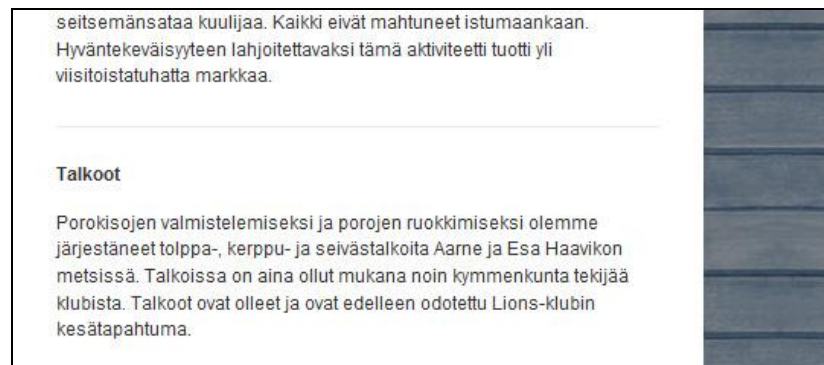 seitsemänsataa kuulijaa. Kaikki eivät mahtuneet istumaankaan.
Hyväntekeväisyyteen lahjoitettavaksi tämä aktiviteetti tuotti yli
viisitoistatuhatta markkaa.
Talkoot
Porokisojen valmistelemiseksi ja porojen ruokkimiseksi olemme
järjestäneet tolppa-, kerppu- ja seivästalkoita Aarne ja Esa Haavikon
metsissä. Talkoissa on aina ollut mukana noin kymmenkunta tekijää
klubista. Talkoot ovat olleet ja ovat edelleen odotettu Lions-klubin
kesätapahtuma.